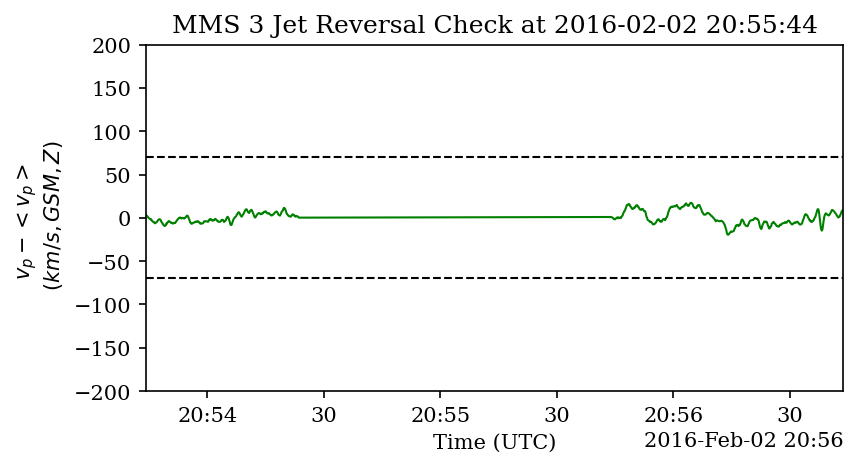 MMS 3 Jet Reversal Check at 2016-02-02 20:55:44
200
150
100
50
0
−50
−100
−150
−200
v_p − < v_p >
(km/s, GSM, Z)
20:54 30 20:55 30 20:56 30
Time (UTC) 2016-Feb-02 20:56